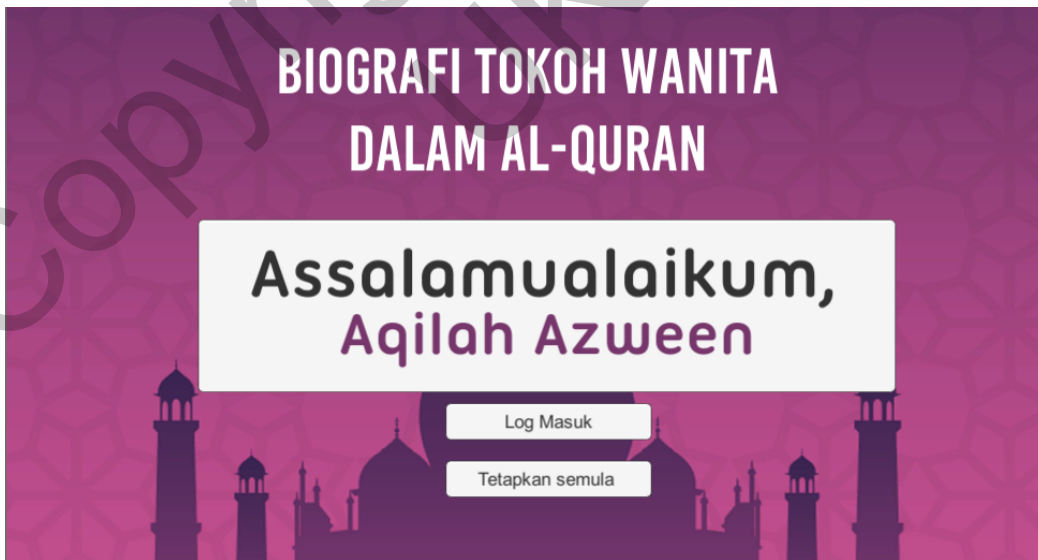 BIOGRAFI TOKOH WANITA
DALAM AL-QURAN
Assalamualaikum,
Aqilah Azween
Log Masuk
Tetapkan semula